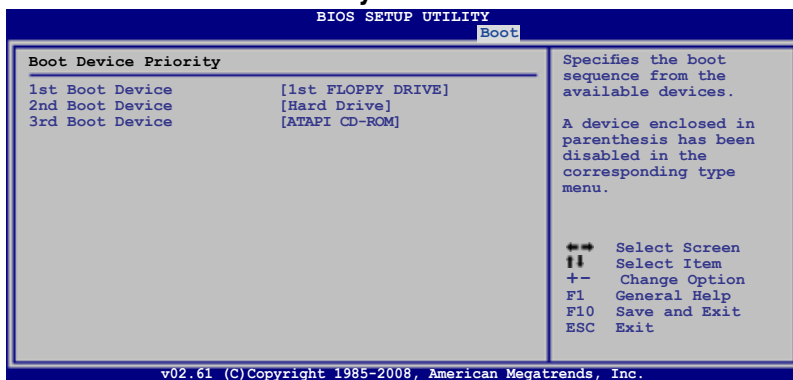 BIOS SETUP UTILITY
Boot
Boot Device Priority
1st Boot Device [1st FLOPPY DRIVE]
2nd Boot Device [Hard Drive]
3rd Boot Device [ATAPI CD-ROM]
Specifies the boot
sequence from the
available devices.
A device enclosed in
parenthesis has been
disabled in the
corresponding type
menu.
←→ Select Screen
↑↓ Select Item
+- Change Option
F1 General Help
F10 Save and Exit
ESC Exit
v02.61 (C)Copyright 1985-2008, American Megatrends, Inc.